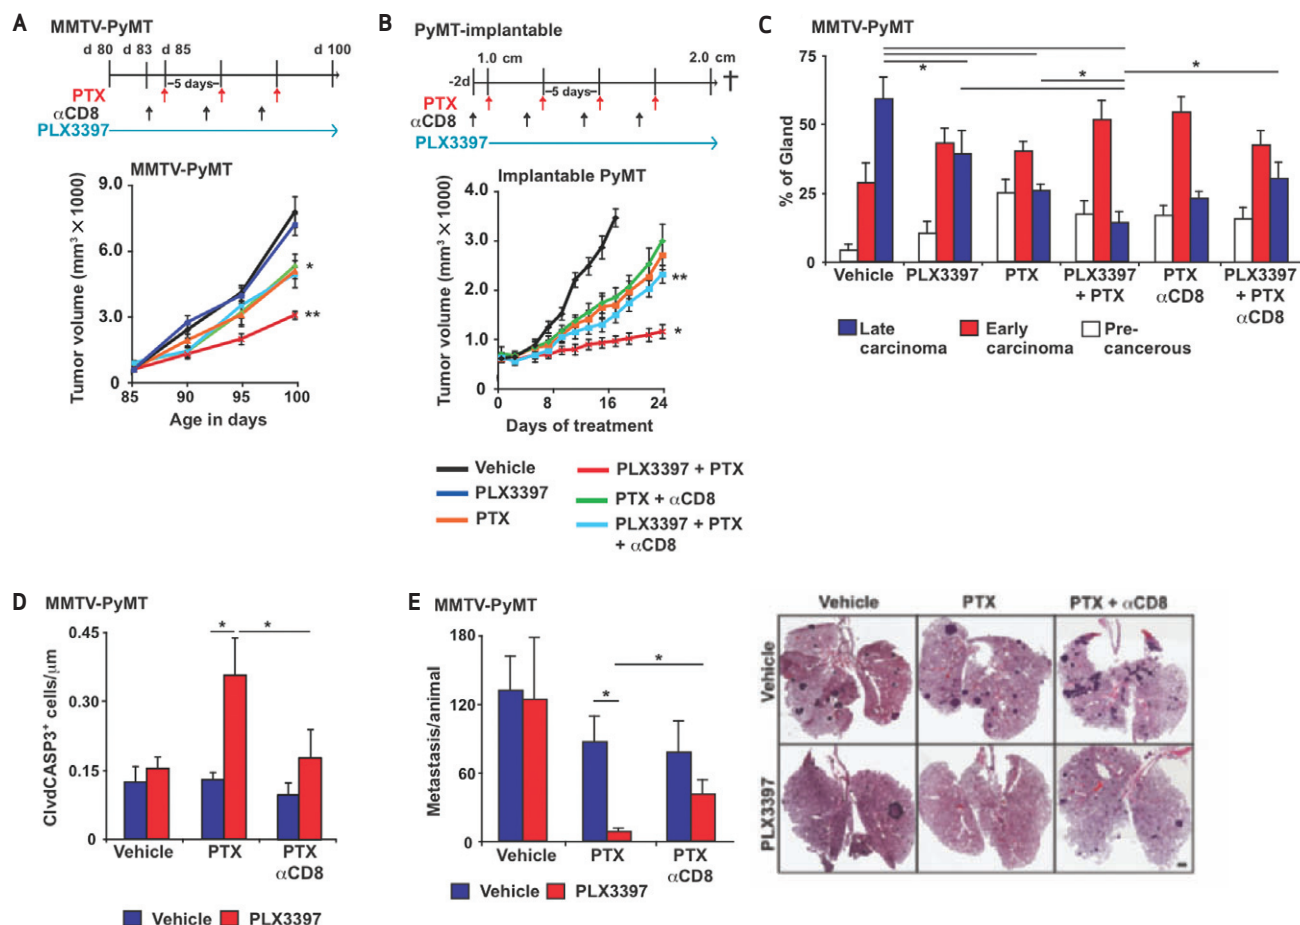 A MMTV-PyMT
d 80 d 83 d 85 d 100
5 days
PTX
αCD8
PLX3397
MMTV-PyMT
Tumor volume (mm³ × 1000)
9.0
6.0
3.0
0
*
**
85 90 95 100
Age in days
B PyMT-implantable
1.0 cm 2.0 cm
-2d
5 days
†
PTX
αCD8
PLX3397
Implantable PyMT
Tumor volume (mm³ × 1000)
4.0
3.0
2.0
1.0
0
**
*
0 8 16 24
Days of treatment
Vehicle
PLX3397
PTX
PLX3397 + PTX
PTX + αCD8
PLX3397 + PTX
+ αCD8
C MMTV-PyMT
% of Gland
75
50
25
0
* * *
Vehicle PLX3397 PTX PLX3397 PTX PLX3397
+ PTX αCD8 + PTX
αCD8
Late
carcinoma
Early
carcinoma
Pre-
cancerous
D MMTV-PyMT
ClvdCASP3⁺ cells/μm
0.45
0.30
0.15
0
* *
Vehicle PTX PTX
αCD8
Vehicle PLX3397
E MMTV-PyMT
Metastasis/animal
180
120
60
0
*
*
Vehicle PTX PTX
αCD8
Vehicle PLX3397
Vehicle PTX PTX + αCD8
Vehicle
PLX3397